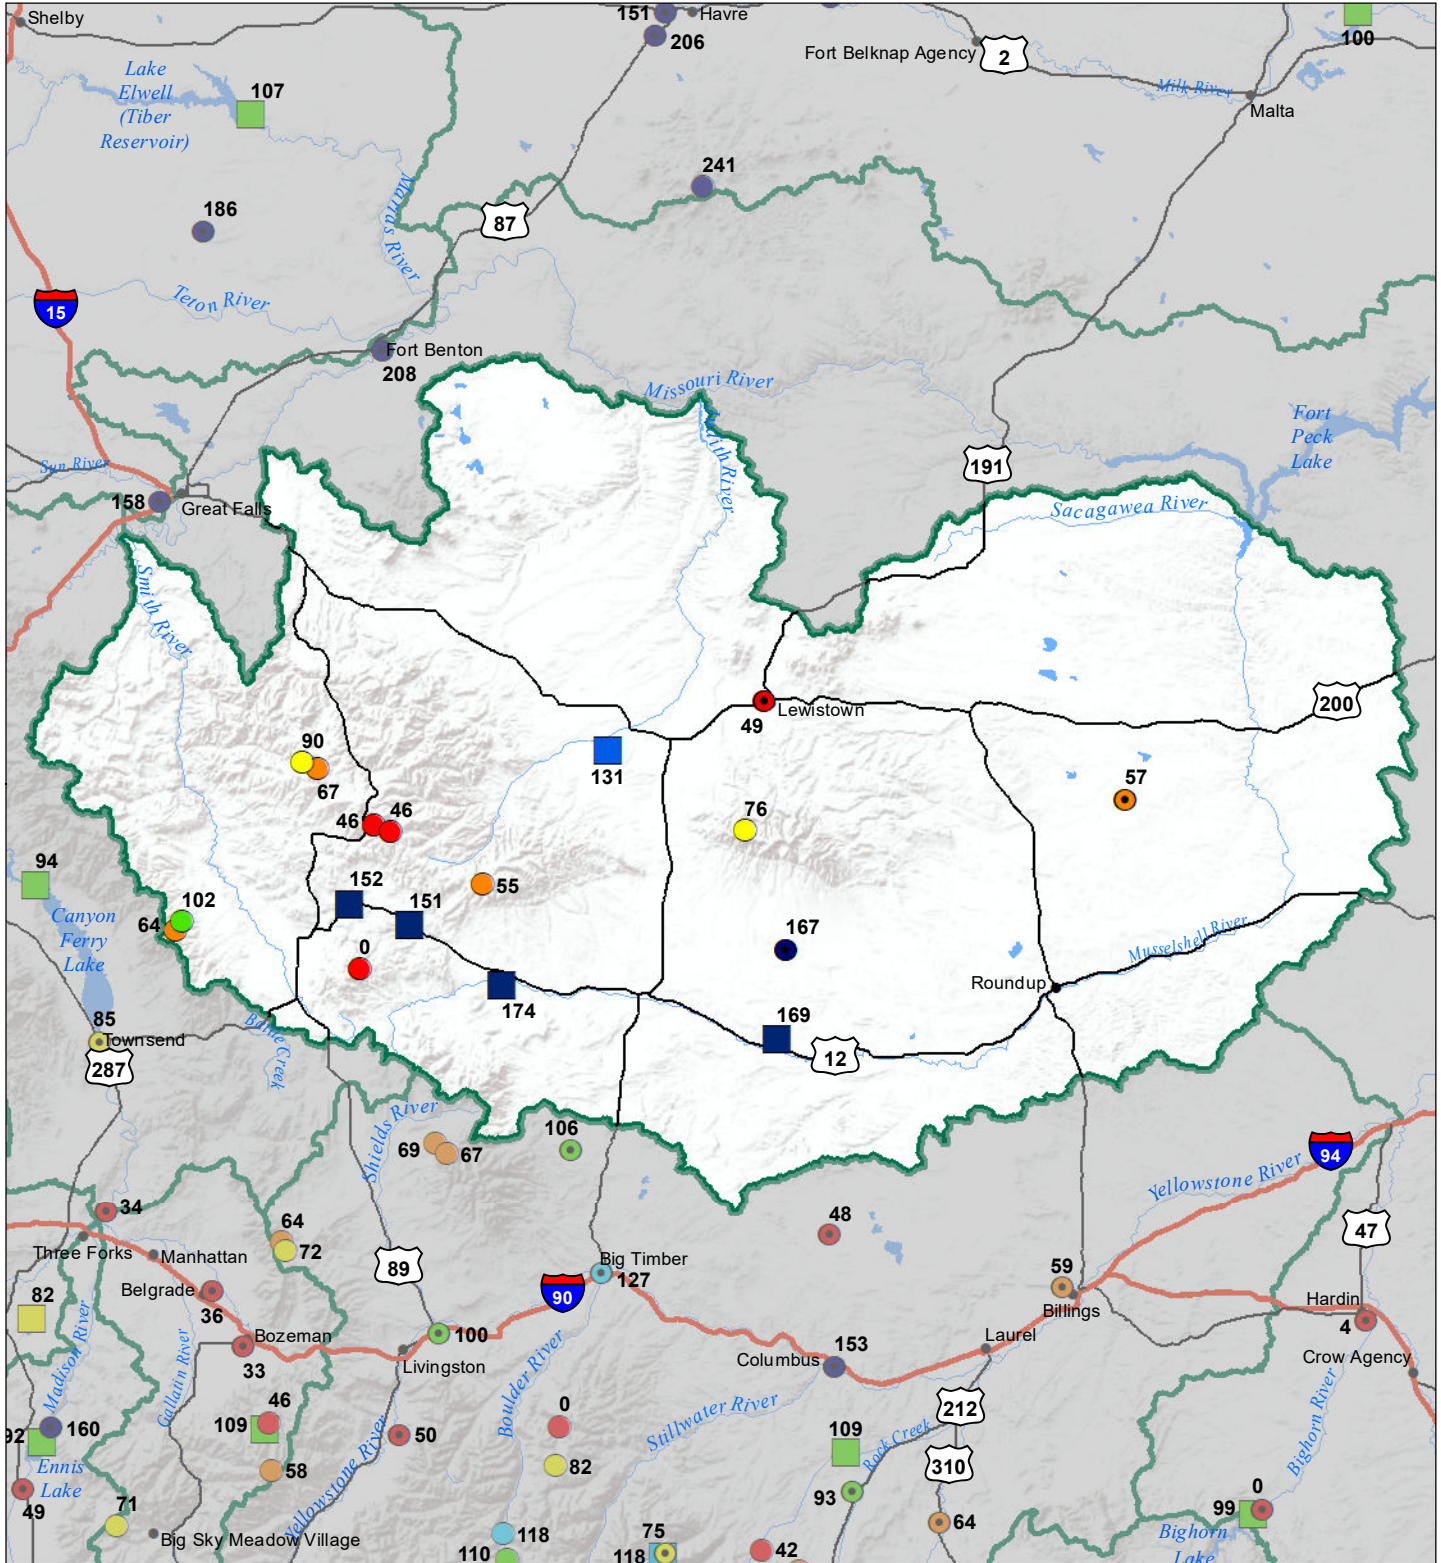 Shelby
151
Havre
206
Fort Belknap Agency
2
100
Lake
Elwell
(Tiber
Reservoir)
107
Milk River
Malta
241
Marias River
186
87
Teton River
15
Fort Benton
208
Missouri River
Judith River
Fort
Peck
Lake
Sun River
191
158
Great Falls
Sacagawea River
Smith River
200
Lewistown
49
90
67
131
57
76
46
46
94
152
151
55
102
64
Canyon
Ferry
Lake
0
167
Musselshell River
Roundup
174
169
85
Townsend
12
287
Battle Creek
Shields River
69
67
106
94
Yellowstone River
34
64
72
48
47
Three Forks
Manhattan
89
Big Timber
127
59
Belgrade
36
90
Billings
Hardin
4
82
Madison River
Gallatin River
Bozeman
33
100
Livingston
Boulder River
Columbus
153
Laurel
Crow Agency
46
109
160
92
Ennis
Lake
50
0
82
Stillwater River
212
109
Rock Creek
310
Bighorn River
58
Yellowstone River
49
71
93
0
99
Big Sky Meadow Village
118
110
75
118
42
64
Bighorn
Lake